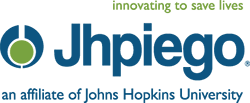 innovating to save lives
Jhpiego®
an affiliate of Johns Hopkins University